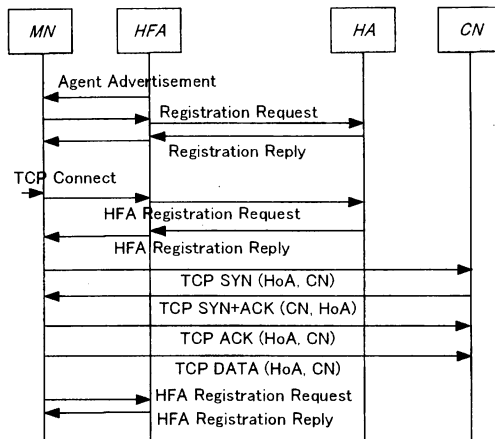 MN HFA HA CN
Agent Advertisement
Registration Request
Registration Reply
TCP Connect
HFA Registration Request
HFA Registration Reply
TCP SYN (HoA, CN)
TCP SYN+ACK (CN, HoA)
TCP ACK (HoA, CN)
TCP DATA (HoA, CN)
HFA Registration Request
HFA Registration Reply